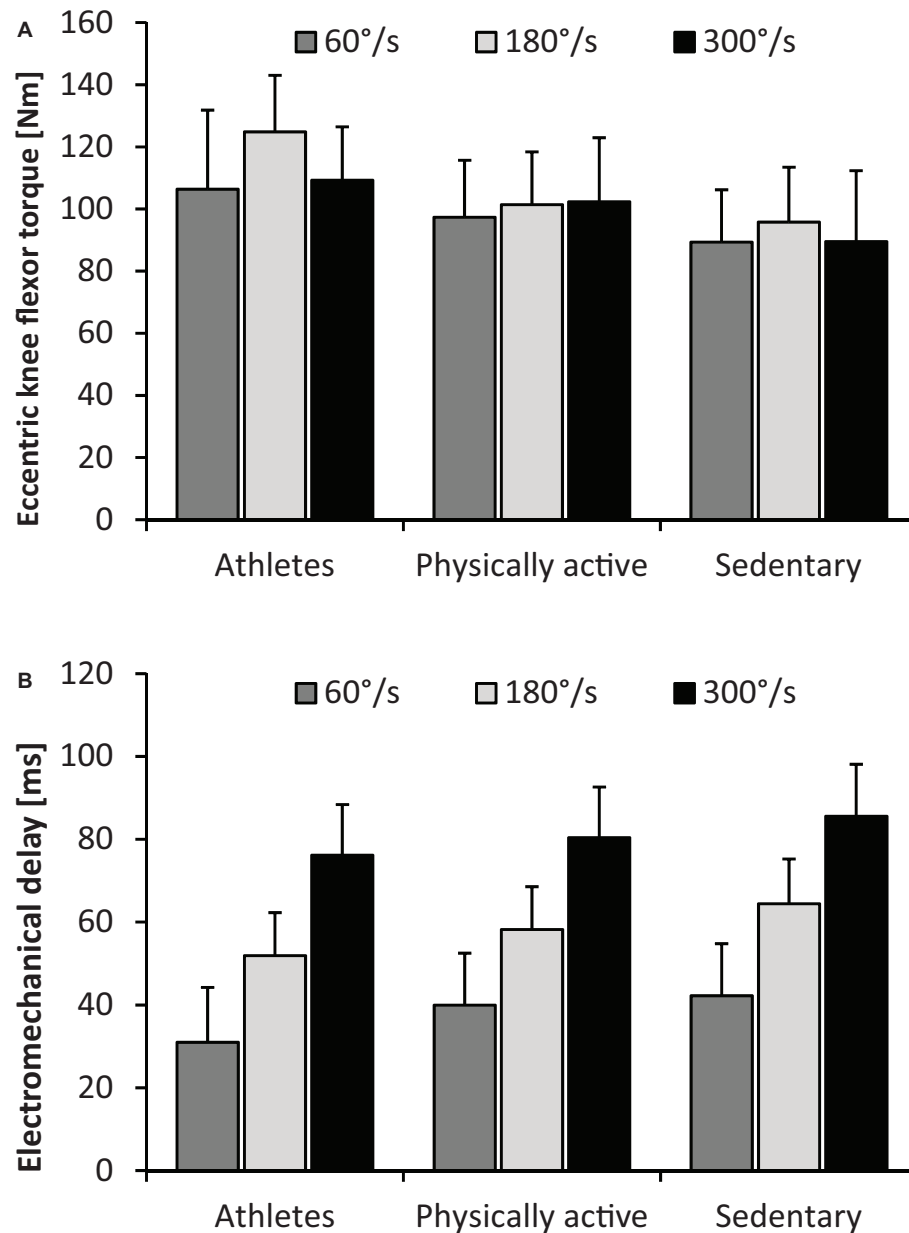 A
Eccentric knee flexor torque [Nm]
160
140
120
100
80
60
40
20
0
60°/s 180°/s 300°/s
Athletes Physically active Sedentary
B
Electromechanical delay [ms]
120
100
80
60
40
20
0
60°/s 180°/s 300°/s
Athletes Physically active Sedentary